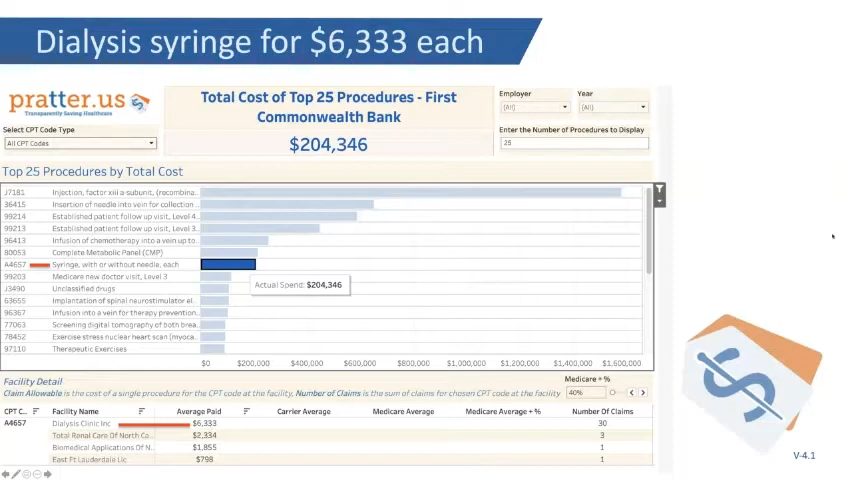 Dialysis syringe for $6,333 each
pratter.us
Transparently Saving Healthcare
Total Cost of Top 25 Procedures - First
Commonwealth Bank
$204,346
Employer
Year
(All)
(All)
Select CPT Code Type
All CPT Codes
Enter the Number of Procedures to Display
25
Top 25 Procedures by Total Cost
J7181 Injection, factor xiii a-subunit, (recombina..
36415 Insertion of needle into vein for collection ..
99214 Established patient follow up visit, Level 4..
99213 Established patient follow up visit, Level 3..
96413 Infusion of chemotherapy into a vein up to..
80053 Complete Metabolic Panel (CMP)
A4657 Syringe, with or without needle, each
99203 Medicare new doctor visit, Level 3
J3490 Unclassified drugs
63655 Implantation of spinal neurostimulator el..
96367 Infusion into a vein for therapy prevention..
77063 Screening digital tomography of both brea..
78452 Exercise stress nuclear heart scan (myoca..
97110 Therapeutic Exercises
Actual Spend: $204,346
$0 $200,000 $400,000 $600,000 $800,000 $1,000,000 $1,200,000 $1,400,000 $1,600,000
Facility Detail
Claim Allowable is the cost of a single procedure for the CPT code at the facility, Number of Claims is the sum of claims for chosen CPT code at the facility
Medicare + %
40%
CPT C.. Facility Name Average Paid Carrier Average Medicare Average Medicare Average + % Number Of Claims
A4657 Dialysis Clinic Inc $6,333 30
Total Renal Care Of North Ca.. $2,334 3
Biomedical Applications Of N.. $1,855 1
East Ft Lauderdale Llc $798 1
V-4.1